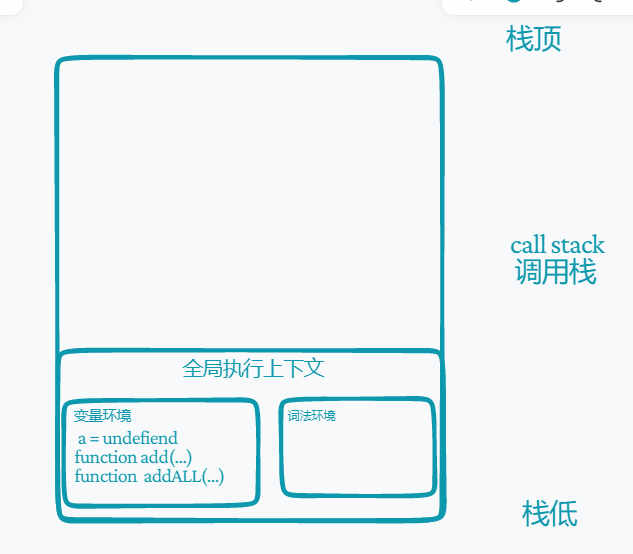 栈顶
call stack
调用栈
全局执行上下文
变量环境
a = undefiend
function add(...)
function addALL(...)
词法环境
栈低